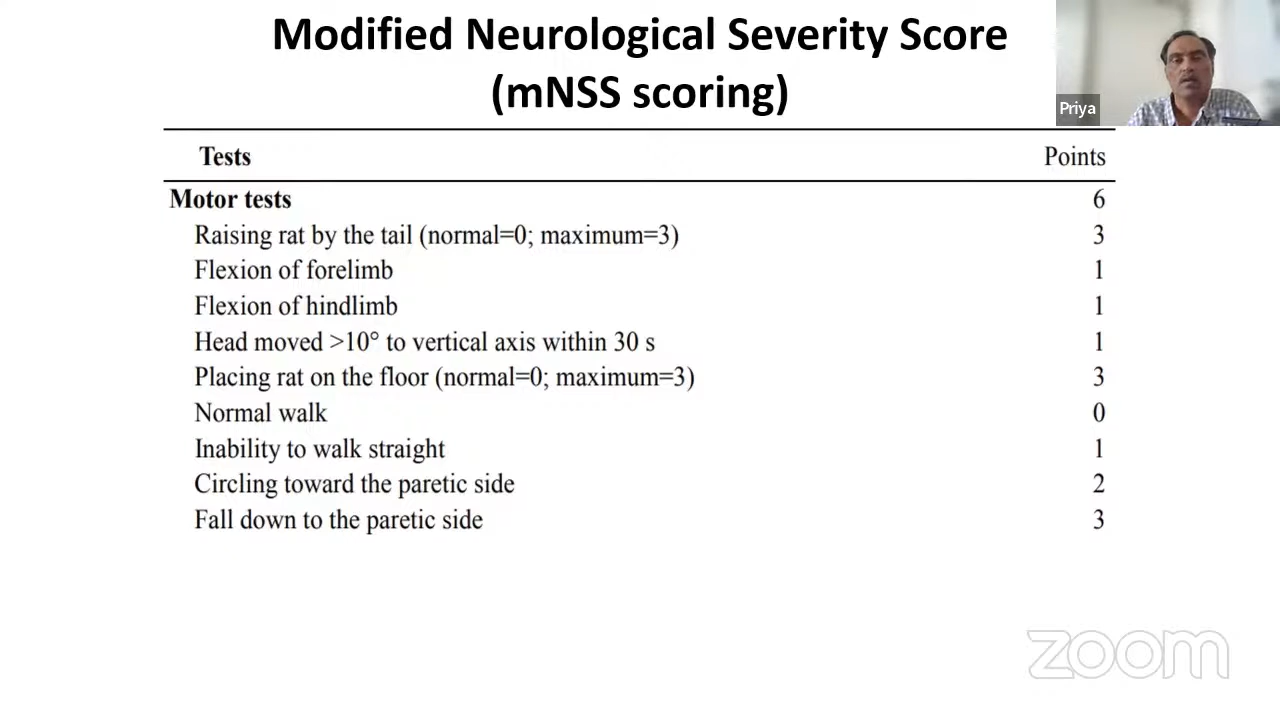 Modified Neurological Severity Score
(mNSS scoring)
Priya
Tests Points
Motor tests 6
Raising rat by the tail (normal=0; maximum=3) 3
Flexion of forelimb 1
Flexion of hindlimb 1
Head moved >10° to vertical axis within 30 s 1
Placing rat on the floor (normal=0; maximum=3) 3
Normal walk 0
Inability to walk straight 1
Circling toward the paretic side 2
Fall down to the paretic side 3
zoom